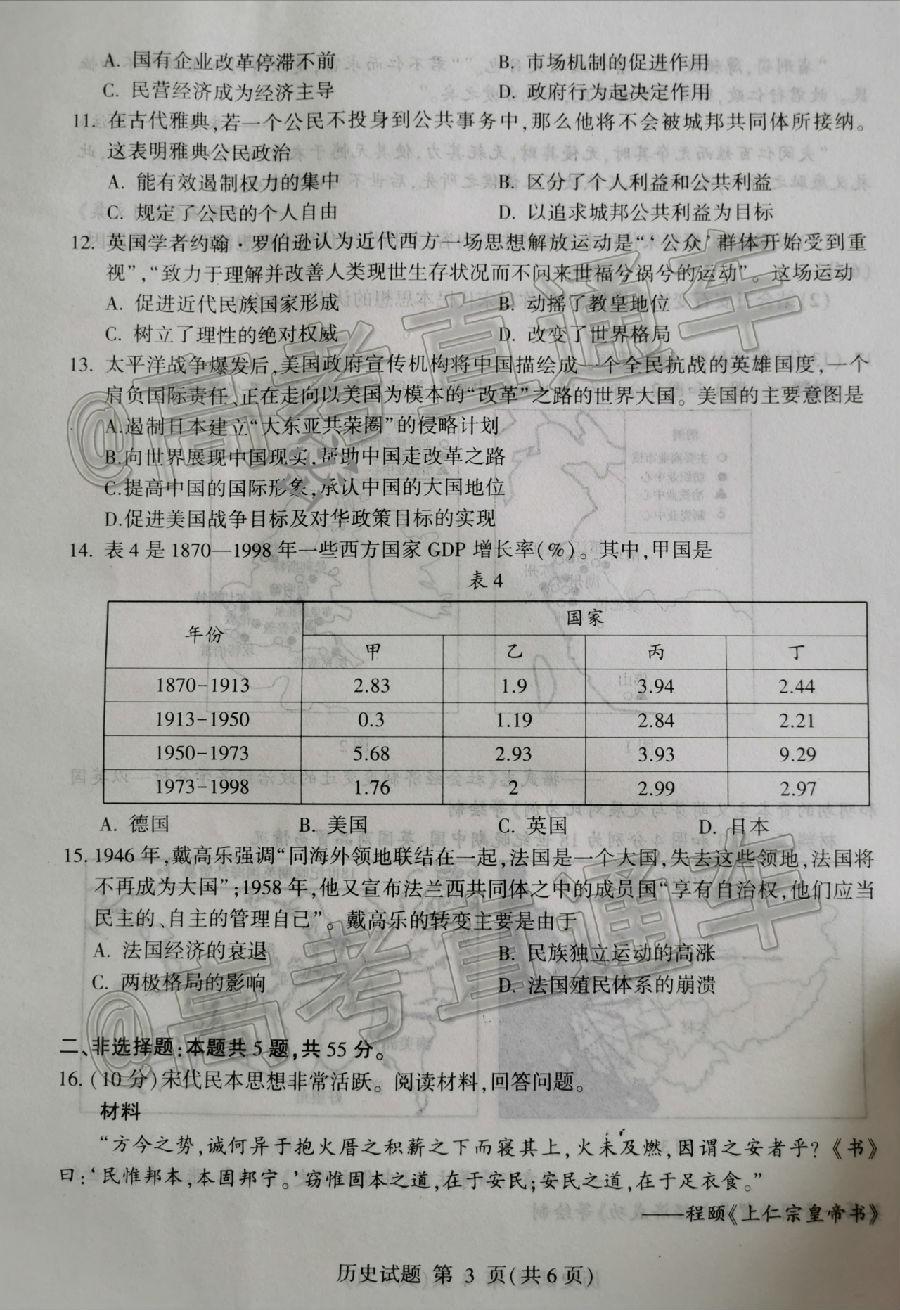 A. 国有企业改革停滞不前 B. 市场机制的促进作用
C. 民营经济成为经济主导 D. 政府行为起决定作用
11. 在古代雅典,若一个公民不投身到公共事务中,那么他将不会被城邦共同体所接纳。
这表明雅典公民政治
A. 能有效遏制权力的集中 B. 区分了个人利益和公共利益
C. 规定了公民的个人自由 D. 以追求城邦公共利益为目标
12. 英国学者约翰·罗伯逊认为近代西方一场思想解放运动是“‘公众’群体开始受到重
视”,“致力于理解并改善人类现世生存状况而不问来世福兮祸兮的运动”。这场运动
A. 促进近代民族国家形成 B. 动摇了教皇地位
C. 树立了理性的绝对权威 D. 改变了世界格局
13. 太平洋战争爆发后,美国政府宣传机构将中国描绘成一个全民抗战的英雄国度,一个
肩负国际责任、正在走向以美国为模本的“改革”之路的世界大国。美国的主要意图是
A.遏制日本建立“大东亚共荣圈”的侵略计划
B.向世界展现中国现实,帮助中国走改革之路
C.提高中国的国际形象,承认中国的大国地位
D.促进美国战争目标及对华政策目标的实现
14. 表4是1870—1998年一些西方国家GDP增长率(%)。其中,甲国是
表4
年份 国家
甲 乙 丙 丁
1870-1913 2.83 1.9 3.94 2.44
1913-1950 0.3 1.19 2.84 2.21
1950-1973 5.68 2.93 3.93 9.29
1973-1998 1.76 2 2.99 2.97
A. 德国 B. 美国 C. 英国 D. 日本
15. 1946年,戴高乐强调“同海外领地联结在一起,法国是一个大国,失去这些领地,法国将
不再成为大国”;1958年,他又宣布法兰西共同体之中的成员国“享有自治权,他们应当
民主的、自主的管理自己”。戴高乐的转变主要是由于
A. 法国经济的衰退 B. 民族独立运动的高涨
C. 两极格局的影响 D. 法国殖民体系的崩溃
二、非选择题:本题共5题,共55分。
16. (10分)宋代民本思想非常活跃。阅读材料,回答问题。
材料
“方今之势,诚何异于抱火厝之积薪之下而寝其上,火未及燃,因谓之安者乎?《书》
曰:‘民惟邦本,本固邦宁。’窃惟固本之道,在于安民;安民之道,在于足衣食。”
——程颐《上仁宗皇帝书》
历史试题 第 3 页(共6页)
@高考直通车
@高考直通车